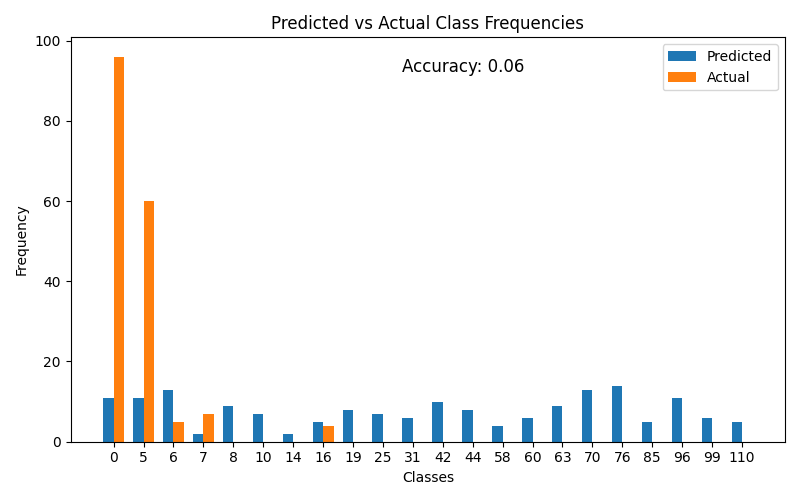 Predicted vs Actual Class Frequencies
Accuracy: 0.06
Predicted
Actual
100
80
60
40
20
0
Frequency
0 5 6 7 8 10 14 16 19 25 31 42 44 58 60 63 70 76 85 96 99 110
Classes